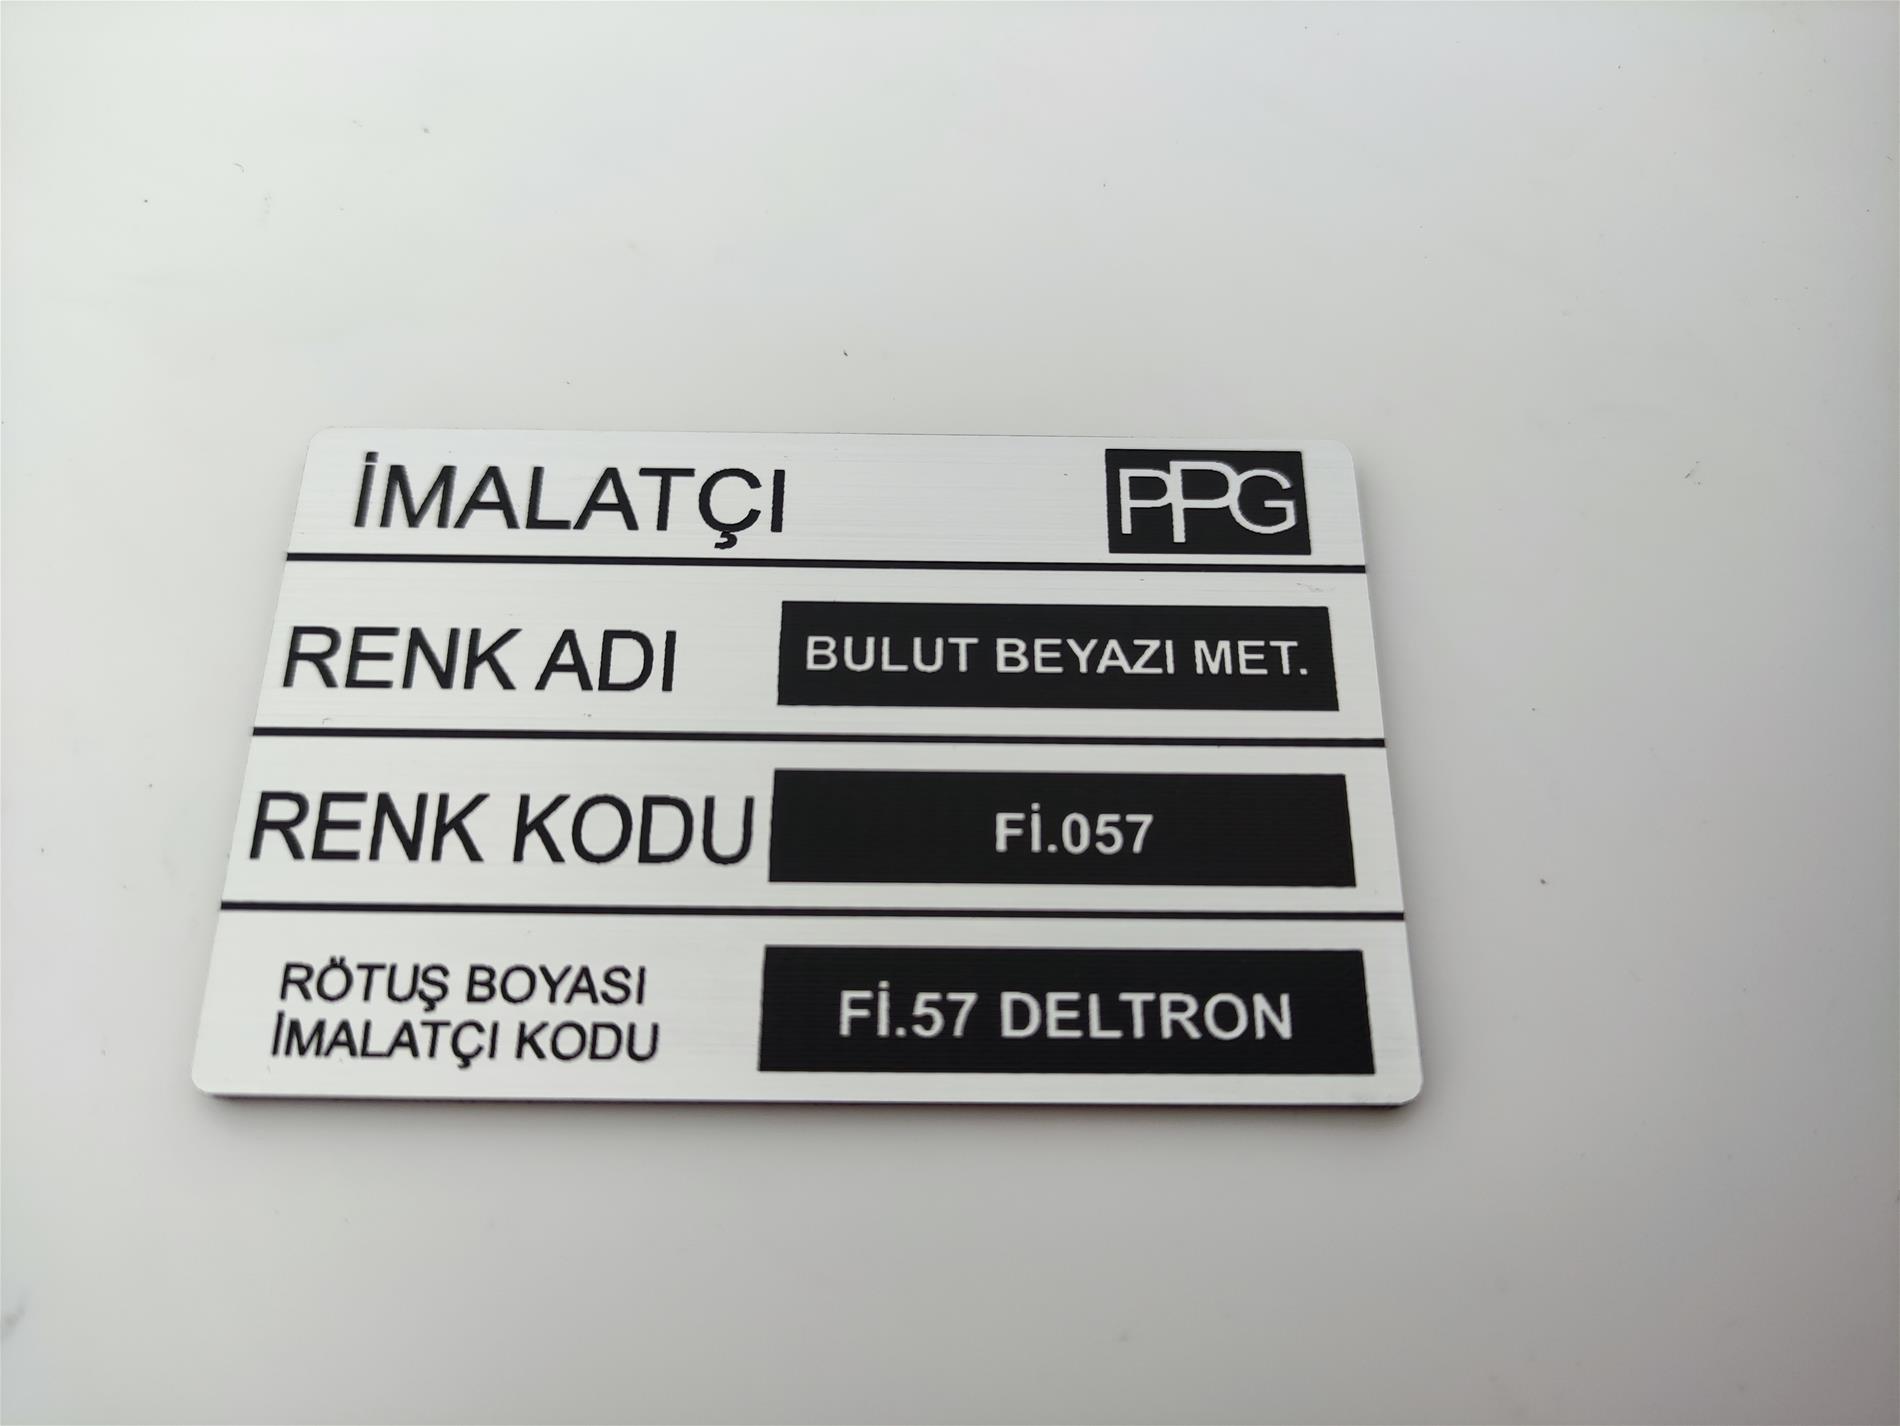 İMALATÇI PPG
RENK ADI BULUT BEYAZI MET.
RENK KODU Fİ.057
RÖTUŞ BOYASI
İMALATÇI KODU Fİ.57 DELTRON